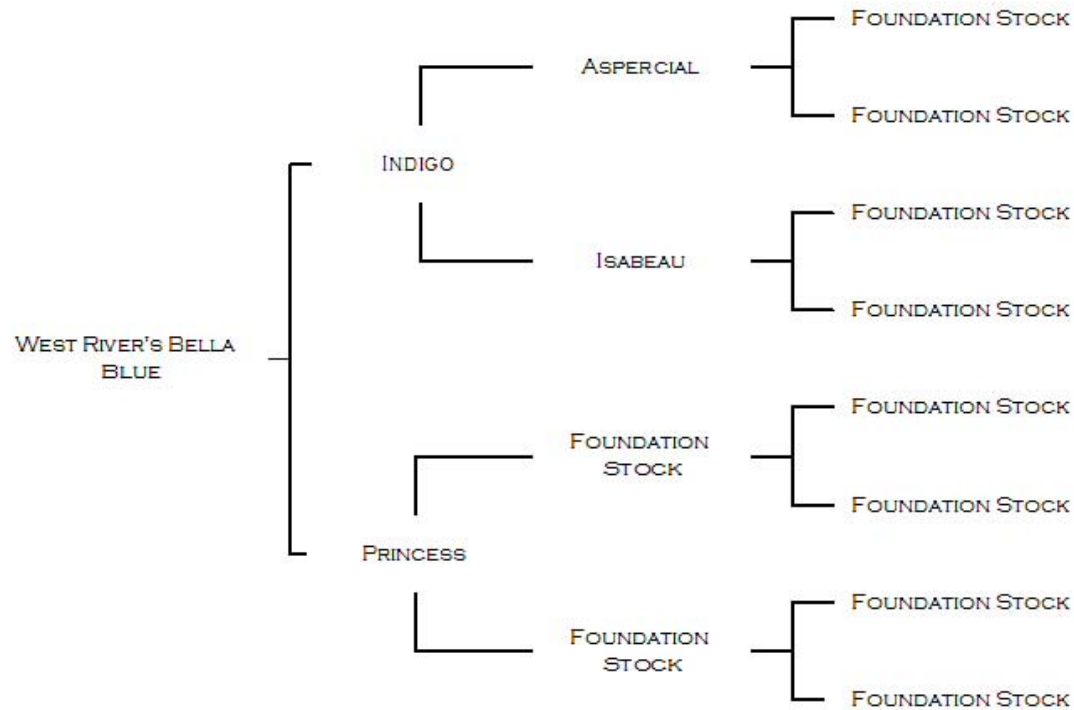 Foundation Stock
Aspercial
Foundation Stock
Indigo
Foundation Stock
Isabeau
Foundation Stock
West River's Bella
Blue
Foundation Stock
Foundation
Stock
Foundation Stock
Princess
Foundation Stock
Foundation
Stock
Foundation Stock